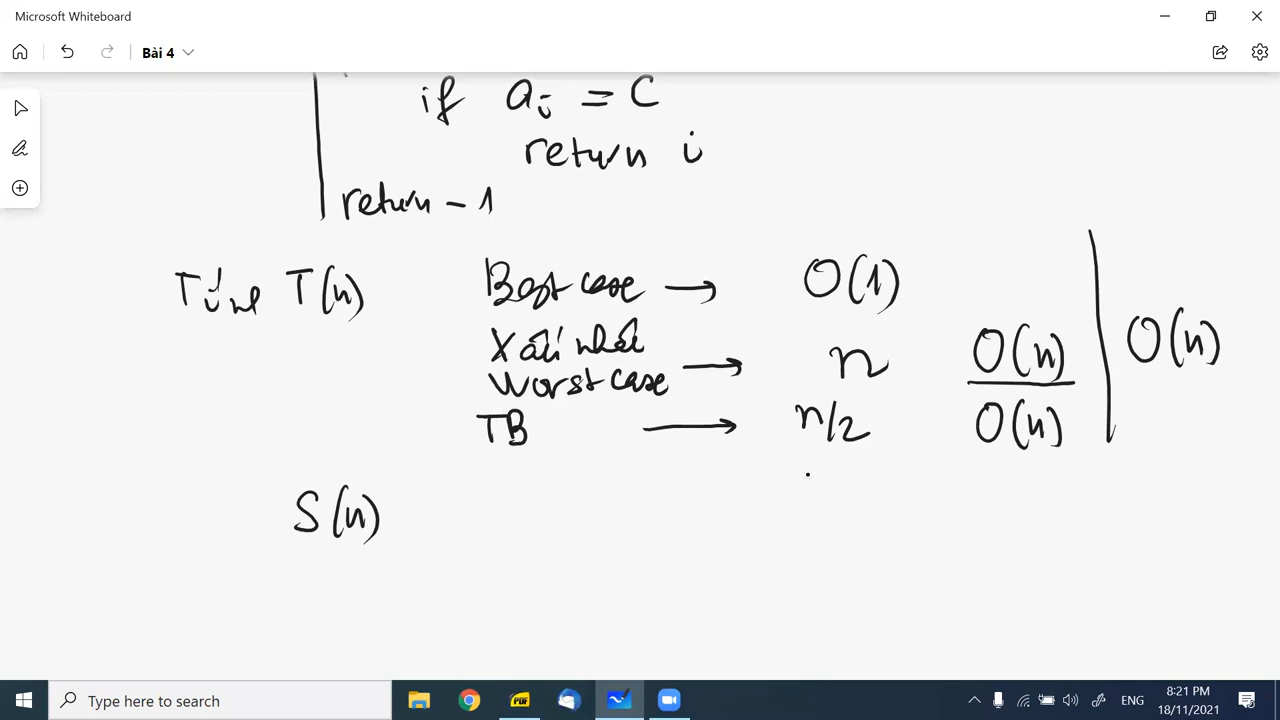 Microsoft Whiteboard
Bài 4
if aᵢ = C
return i
return - 1
Tính T(n)
Best case → O(1)
Xấu nhất
Worst case → n O(n) O(n)
TB → n/2 O(n)
S(n)
Type here to search
PDF
ENG
8:21 PM
18/11/2021